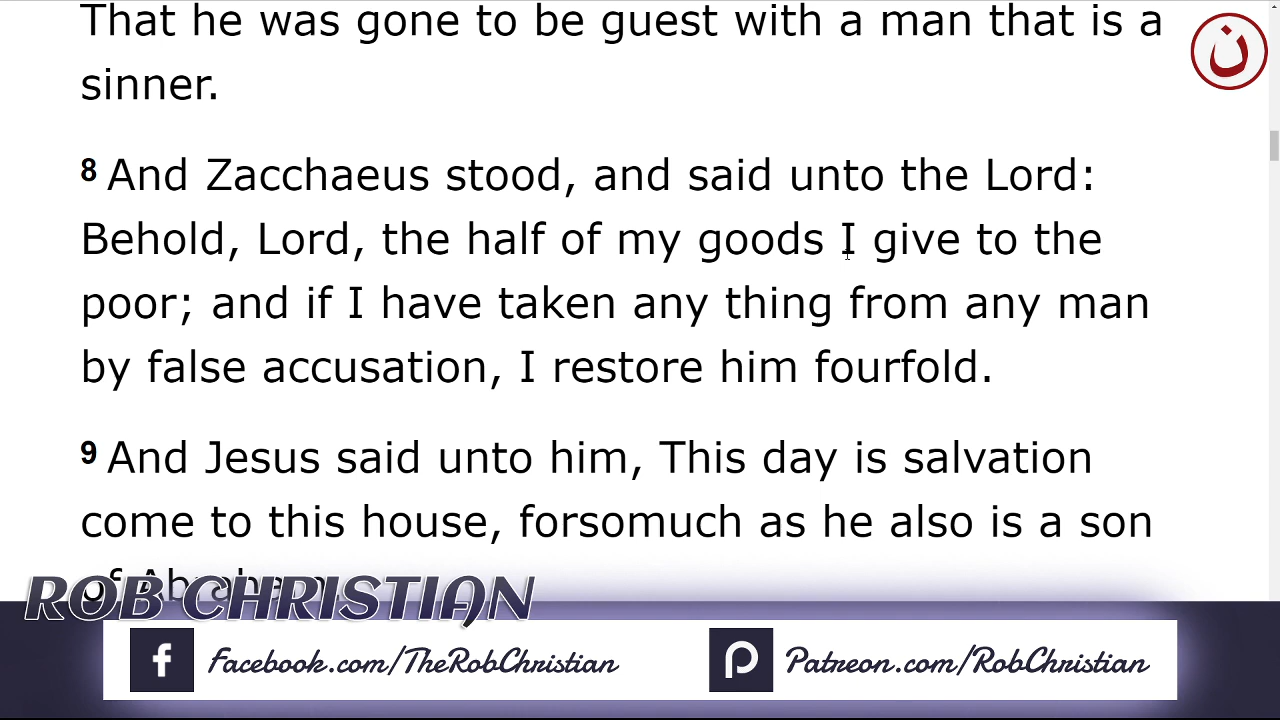 That he was gone to be guest with a man that is a
sinner.
8 And Zacchaeus stood, and said unto the Lord:
Behold, Lord, the half of my goods I give to the
poor; and if I have taken any thing from any man
by false accusation, I restore him fourfold.
9 And Jesus said unto him, This day is salvation
come to this house, forsomuch as he also is a son
of Abraham.
ROB CHRISTIAN
Facebook.com/TheRobChristian
Patreon.com/RobChristian
ن